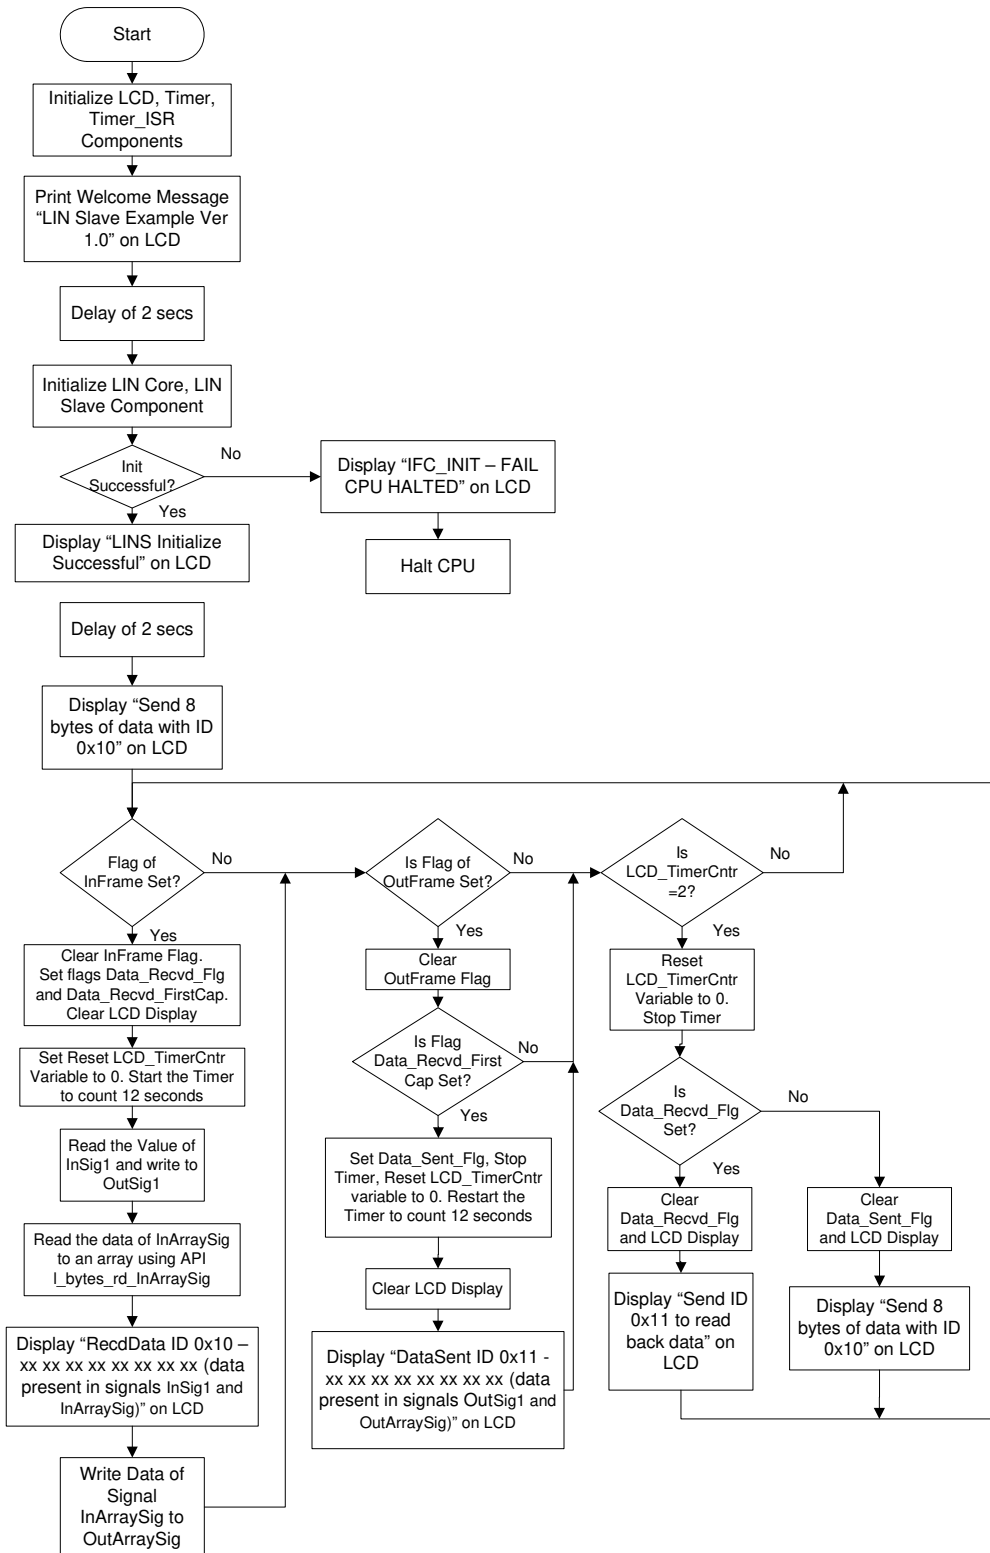 Start
Initialize LCD, Timer,
Timer_ISR
Components
Print Welcome Message
“LIN Slave Example Ver
1.0” on LCD
Delay of 2 secs
Initialize LIN Core, LIN
Slave Component
Init
Successful?
No
Yes
Display “IFC_INIT – FAIL
CPU HALTED” on LCD
Halt CPU
Display “LINS Initialize
Successful” on LCD
Delay of 2 secs
Display “Send 8
bytes of data with ID
0x10” on LCD
Flag of
InFrame Set?
No
Yes
Clear InFrame Flag.
Set flags Data_Recvd_Flg
and Data_Recvd_FirstCap.
Clear LCD Display
Set Reset LCD_TimerCntr
Variable to 0. Start the Timer
to count 12 seconds
Read the Value of
InSig1 and write to
OutSig1
Read the data of InArraySig
to an array using API
l_bytes_rd_InArraySig
Display “RecdData ID 0x10 –
xx xx xx xx xx xx xx xx (data
present in signals InSig1 and
InArraySig)” on LCD
Write Data of
Signal
InArraySig to
OutArraySig
Is Flag of
OutFrame Set?
No
Yes
Clear
OutFrame Flag
Is Flag
Data_Recvd_First
Cap Set?
No
Yes
Set Data_Sent_Flg, Stop
Timer, Reset LCD_TimerCntr
variable to 0. Restart the
Timer to count 12 seconds
Clear LCD Display
Display “DataSent ID 0x11 -
xx xx xx xx xx xx xx xx (data
present in signals OutSig1 and
OutArraySig)” on LCD
Is
LCD_TimerCntr
=2?
No
Yes
Reset
LCD_TimerCntr
Variable to 0.
Stop Timer
Is
Data_Recvd_Flg
Set?
No
Yes
Clear
Data_Recvd_Flg
and LCD Display
Display “Send ID
0x11 to read
back data” on
LCD
Clear
Data_Sent_Flg
and LCD Display
Display “Send 8
bytes of data with ID
0x10” on LCD